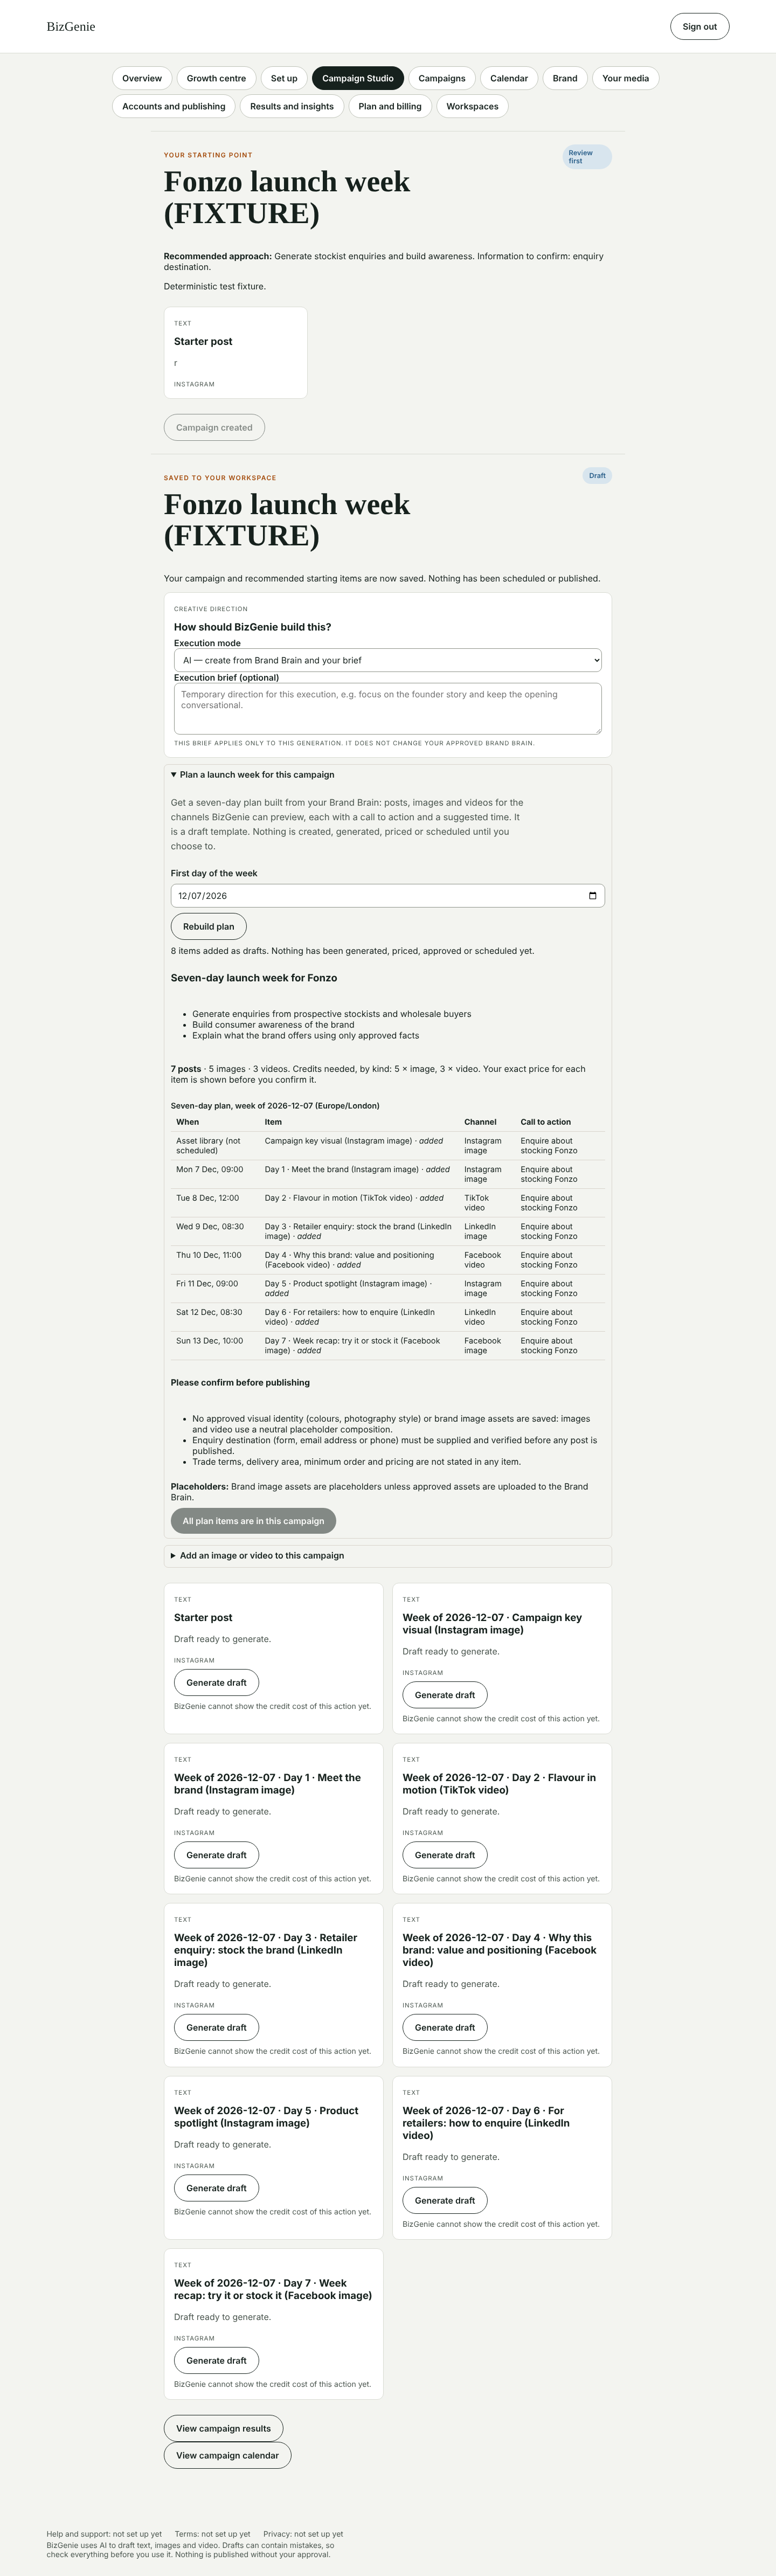 BizGenie
Sign out
Overview
Growth centre
Set up
Campaign Studio
Campaigns
Calendar
Brand
Your media
Accounts and publishing
Results and insights
Plan and billing
Workspaces
YOUR STARTING POINT
Review
first
Fonzo launch week
(FIXTURE)
Recommended approach: Generate stockist enquiries and build awareness. Information to confirm: enquiry
destination.
Deterministic test fixture.
TEXT
Starter post
r
INSTAGRAM
Campaign created
SAVED TO YOUR WORKSPACE
Draft
Fonzo launch week
(FIXTURE)
Your campaign and recommended starting items are now saved. Nothing has been scheduled or published.
CREATIVE DIRECTION
How should BizGenie build this?
Execution mode
AI — create from Brand Brain and your brief
Execution brief (optional)
Temporary direction for this execution, e.g. focus on the founder story and keep the opening
conversational.
THIS BRIEF APPLIES ONLY TO THIS GENERATION. IT DOES NOT CHANGE YOUR APPROVED BRAND BRAIN.
▼ Plan a launch week for this campaign
Get a seven-day plan built from your Brand Brain: posts, images and videos for the
channels BizGenie can preview, each with a call to action and a suggested time. It
is a draft template. Nothing is created, generated, priced or scheduled until you
choose to.
First day of the week
12/07/2026
Rebuild plan
8 items added as drafts. Nothing has been generated, priced, approved or scheduled yet.
Seven-day launch week for Fonzo
• Generate enquiries from prospective stockists and wholesale buyers
• Build consumer awareness of the brand
• Explain what the brand offers using only approved facts
7 posts · 5 images · 3 videos. Credits needed, by kind: 5 × image, 3 × video. Your exact price for each
item is shown before you confirm it.
Seven-day plan, week of 2026-12-07 (Europe/London)
When Item Channel Call to action
Asset library (not Campaign key visual (Instagram image) · added Instagram Enquire about
scheduled) image stocking Fonzo
Mon 7 Dec, 09:00 Day 1 · Meet the brand (Instagram image) · added Instagram Enquire about
image stocking Fonzo
Tue 8 Dec, 12:00 Day 2 · Flavour in motion (TikTok video) · added TikTok Enquire about
video stocking Fonzo
Wed 9 Dec, 08:30 Day 3 · Retailer enquiry: stock the brand (LinkedIn LinkedIn Enquire about
image) · added image stocking Fonzo
Thu 10 Dec, 11:00 Day 4 · Why this brand: value and positioning Facebook Enquire about
(Facebook video) · added video stocking Fonzo
Fri 11 Dec, 09:00 Day 5 · Product spotlight (Instagram image) · Instagram Enquire about
added image stocking Fonzo
Sat 12 Dec, 08:30 Day 6 · For retailers: how to enquire (LinkedIn LinkedIn Enquire about
video) · added video stocking Fonzo
Sun 13 Dec, 10:00 Day 7 · Week recap: try it or stock it (Facebook Facebook Enquire about
image) · added image stocking Fonzo
Please confirm before publishing
• No approved visual identity (colours, photography style) or brand image assets are saved: images
and video use a neutral placeholder composition.
• Enquiry destination (form, email address or phone) must be supplied and verified before any post is
published.
• Trade terms, delivery area, minimum order and pricing are not stated in any item.
Placeholders: Brand image assets are placeholders unless approved assets are uploaded to the Brand
Brain.
All plan items are in this campaign
▶ Add an image or video to this campaign
TEXT
Starter post
Draft ready to generate.
INSTAGRAM
Generate draft
BizGenie cannot show the credit cost of this action yet.
TEXT
Week of 2026-12-07 · Campaign key
visual (Instagram image)
Draft ready to generate.
INSTAGRAM
Generate draft
BizGenie cannot show the credit cost of this action yet.
TEXT
Week of 2026-12-07 · Day 1 · Meet the
brand (Instagram image)
Draft ready to generate.
INSTAGRAM
Generate draft
BizGenie cannot show the credit cost of this action yet.
TEXT
Week of 2026-12-07 · Day 2 · Flavour in
motion (TikTok video)
Draft ready to generate.
INSTAGRAM
Generate draft
BizGenie cannot show the credit cost of this action yet.
TEXT
Week of 2026-12-07 · Day 3 · Retailer
enquiry: stock the brand (LinkedIn
image)
Draft ready to generate.
INSTAGRAM
Generate draft
BizGenie cannot show the credit cost of this action yet.
TEXT
Week of 2026-12-07 · Day 4 · Why this
brand: value and positioning (Facebook
video)
Draft ready to generate.
INSTAGRAM
Generate draft
BizGenie cannot show the credit cost of this action yet.
TEXT
Week of 2026-12-07 · Day 5 · Product
spotlight (Instagram image)
Draft ready to generate.
INSTAGRAM
Generate draft
BizGenie cannot show the credit cost of this action yet.
TEXT
Week of 2026-12-07 · Day 6 · For
retailers: how to enquire (LinkedIn
video)
Draft ready to generate.
INSTAGRAM
Generate draft
BizGenie cannot show the credit cost of this action yet.
TEXT
Week of 2026-12-07 · Day 7 · Week
recap: try it or stock it (Facebook image)
Draft ready to generate.
INSTAGRAM
Generate draft
BizGenie cannot show the credit cost of this action yet.
View campaign results
View campaign calendar
Help and support: not set up yet
Terms: not set up yet
Privacy: not set up yet
BizGenie uses AI to draft text, images and video. Drafts can contain mistakes, so
check everything before you use it. Nothing is published without your approval.